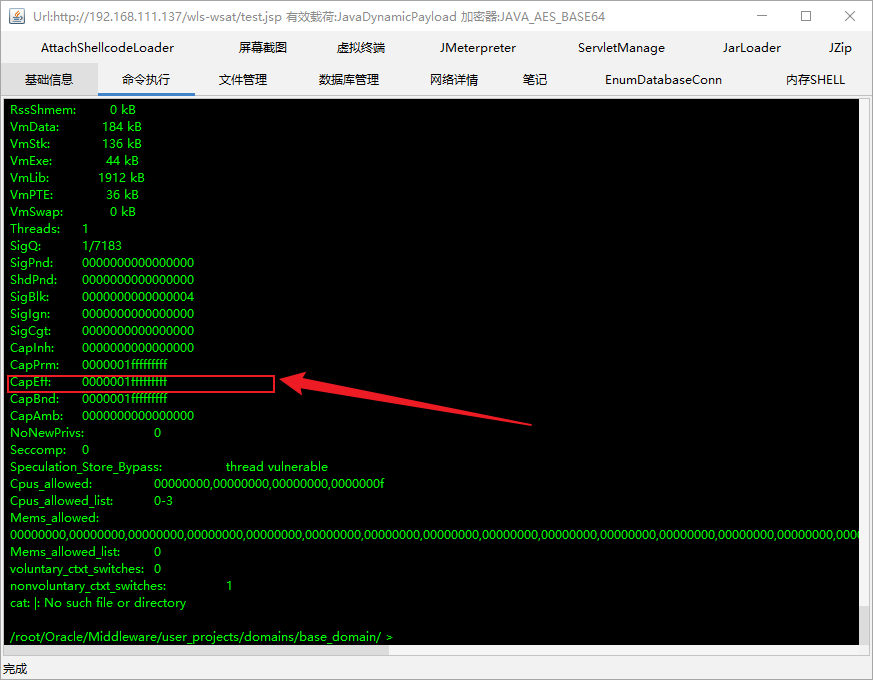 Url:http://192.168.111.137/wls-wsat/test.jsp 有效载荷:JavaDynamicPayload 加密器:JAVA_AES_BASE64
AttachShellcodeLoader 屏幕截图 虚拟终端 JMeterpreter ServletManage JarLoader JZip
基础信息 命令执行 文件管理 数据库管理 网络详情 笔记 EnumDatabaseConn 内存SHELL
RssShmem: 0 kB
VmData: 184 kB
VmStk: 136 kB
VmExe: 44 kB
VmLib: 1912 kB
VmPTE: 36 kB
VmSwap: 0 kB
Threads: 1
SigQ: 1/7183
SigPnd: 0000000000000000
ShdPnd: 0000000000000000
SigBlk: 0000000000000004
SigIgn: 0000000000000000
SigCgt: 0000000000000000
CapInh: 0000000000000000
CapPrm: 0000001fffffffff
CapEff: 0000001fffffffff
CapBnd: 0000001fffffffff
CapAmb: 0000000000000000
NoNewPrivs: 0
Seccomp: 0
Speculation_Store_Bypass: thread vulnerable
Cpus_allowed: 00000000,00000000,00000000,0000000f
Cpus_allowed_list: 0-3
Mems_allowed:
00000000,00000000,00000000,00000000,00000000,00000000,00000000,00000000,00000000,00000000,00000000,00000000,00000000,00000000,000
Mems_allowed_list: 0
voluntary_ctxt_switches: 0
nonvoluntary_ctxt_switches: 1
cat: |: No such file or directory
/root/Oracle/Middleware/user_projects/domains/base_domain/ >
完成